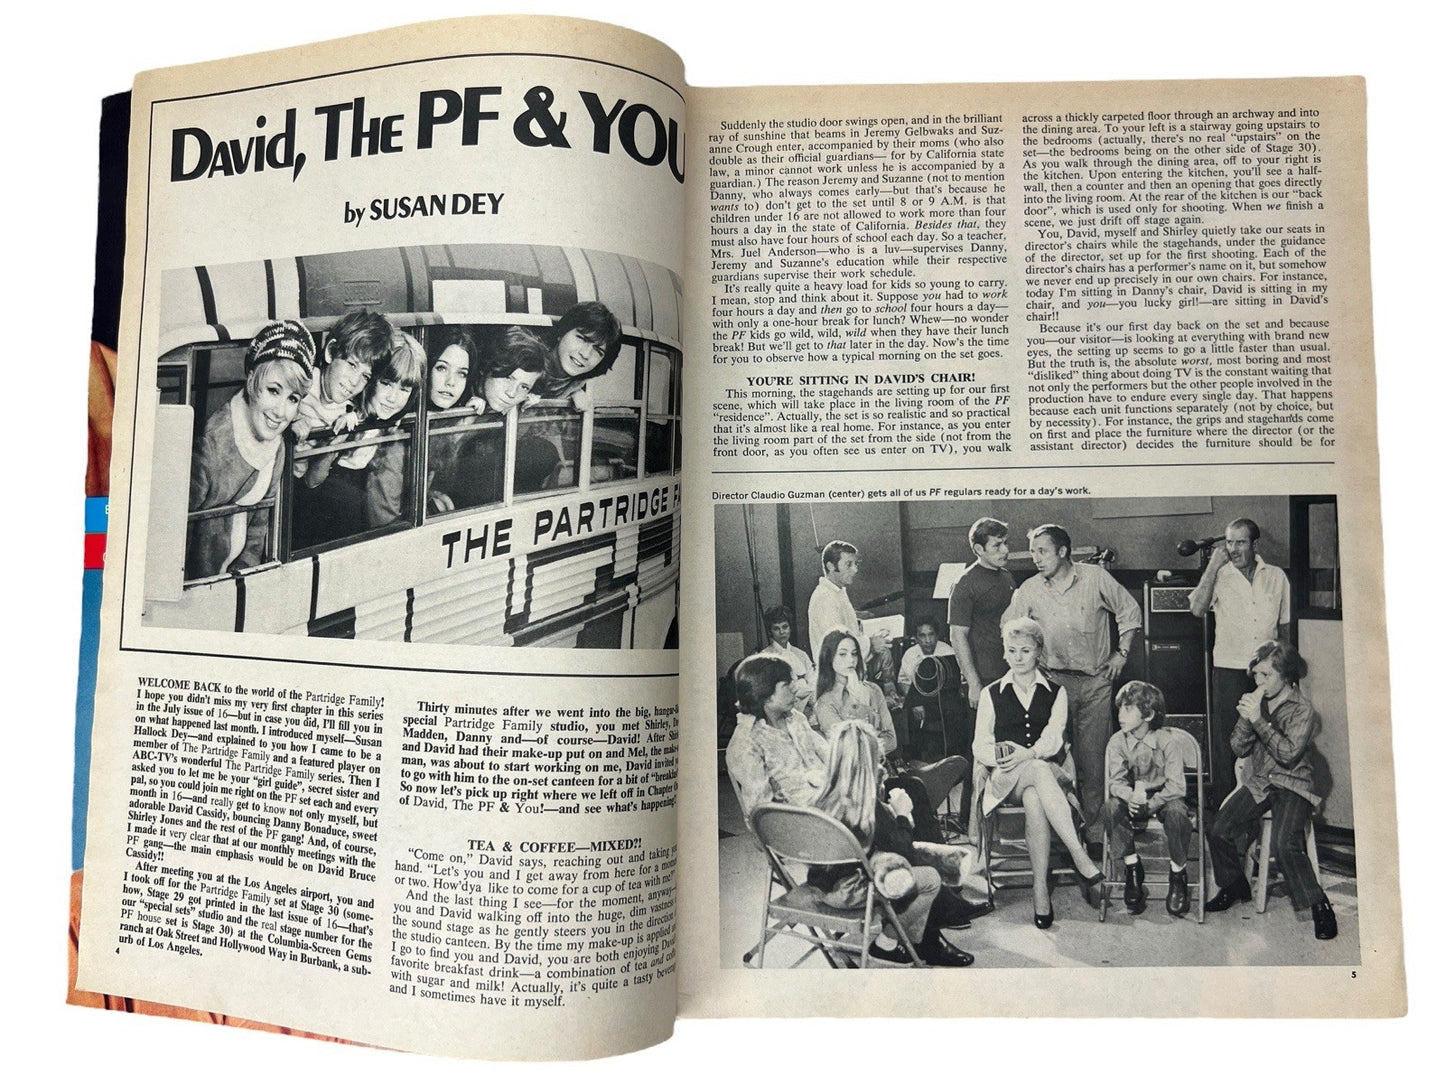 David, The PF & YOU
by SUSAN DEY
THE PARTRIDGE
WELCOME BACK to the world of the Partridge Family!
I hope you didn't miss my very first chapter in this series
in the July issue of 16—but in case you did, I'll fill you in
on what happened last month. I introduced myself—Susan
Hallock Dey—and explained to you how I came to be a
member of The Partridge Family and a featured player on
ABC-TV's wonderful The Partridge Family series. Then I
asked you to let me be your "girl guide", secret sister and
pal, so you could join me right on the PF set each and every
month in 16—and really get to know not only myself, but
adorable David Cassidy, bouncing Danny Bonaduce, sweet
Shirley Jones and the rest of the PF gang! And, of course,
I made it very clear that at our monthly meetings with the
PF gang—the main emphasis would be on David Bruce
Cassidy!!
After meeting you at the Los Angeles airport, you and
I took off for the Partridge Family set at Stage 30 (some-
how, Stage 29 got printed in the last issue of 16—that's
our "special sets" studio and the real stage number for the
PF house set is Stage 30) at the Columbia-Screen Gems
ranch at Oak Street and Hollywood Way in Burbank, a sub-
urb of Los Angeles.
4
Thirty minutes after we went into the big,
special Partridge Family studio, you met Shirley,
Madden, Danny and—of course—David! After
and David had their make-up put on and Mel, the
man, was about to start working on me, David invited
to go with him to the on-set canteen for a bit of
So now let's pick up right where we left off in Chapter
of David, The PF & You!—and see what's happening!
TEA & COFFEE—MIXED?!
"Come on," David says, reaching out and taking
hand. "Let's you and I get away from here for a
or two. How'dya like to come for a cup of tea with me?"
And the last thing I see—for the moment, anyway—
you and David walking off into the huge, dim vastness
the sound stage as he gently steers you in the direction
the studio canteen. By the time my make-up is applied
I go to find you and David, you are both enjoying
favorite breakfast drink—a combination of tea and
with sugar and milk! Actually, it's quite a tasty
and I sometimes have it myself.
Suddenly the studio door swings open, and in the brilliant
ray of sunshine that beams in Jeremy Gelbwaks and Suz-
anne Crough enter, accompanied by their moms (who also
double as their official guardians— for by California state
law, a minor cannot work unless he is accompanied by a
guardian.) The reason Jeremy and Suzanne (not to mention
Danny, who always comes early—but that's because he
wants to) don't get to the set until 8 or 9 A.M. is that
children under 16 are not allowed to work more than four
hours a day in the state of California. Besides that, they
must also have four hours of school each day. So a teacher,
Mrs. Juel Anderson—who is a luv—supervises Danny,
Jeremy and Suzanne's education while their respective
guardians supervise their work schedule.
It's really quite a heavy load for kids so young to carry.
I mean, stop and think about it. Suppose you had to work
four hours a day and then go to school four hours a day—
with only a one-hour break for lunch? Whew—no wonder
the PF kids go wild, wild, wild when they have their lunch
break! But we'll get to that later in the day. Now's the time
for you to observe how a typical morning on the set goes.
YOU'RE SITTING IN DAVID'S CHAIR!
This morning, the stagehands are setting up for our first
scene, which will take place in the living room of the PF
"residence". Actually, the set is so realistic and so practical
that it's almost like a real home. For instance, as you enter
the living room part of the set from the side (not from the
front door, as you often see us enter on TV), you walk
across a thickly carpeted floor through an archway and into
the dining area. To your left is a stairway going upstairs to
the bedrooms (actually, there's no real "upstairs" on the
set—the bedrooms being on the other side of Stage 30).
As you walk through the dining area, off to your right is
the kitchen. Upon entering the kitchen, you'll see a half-
wall, then a counter and then an opening that goes directly
into the living room. At the rear of the kitchen is our "back
door", which is used only for shooting. When we finish a
scene, we just drift off stage again.
You, David, myself and Shirley quietly take our seats in
director's chairs while the stagehands, under the guidance
of the director, set up for the first shooting. Each of the
director's chairs has a performer's name on it, but somehow
we never end up precisely in our own chairs. For instance,
today I'm sitting in Danny's chair, David is sitting in my
chair, and you—you lucky girl!—are sitting in David's
chair!!
Because it's our first day back on the set and because
you—our visitor—is looking at everything with brand new
eyes, the setting up seems to go a little faster than usual.
But the truth is, the absolute worst, most boring and most
"disliked" thing about doing TV is the constant waiting that
not only the performers but the other people involved in the
production have to endure every single day. That happens
because each unit functions separately (not by choice, but
by necessity). For instance, the grips and stagehands come
on first and place the furniture where the director (or the
assistant director) decides the furniture should be for
Director Claudio Guzman (center) gets all of us PF regulars ready for a day's work.
5